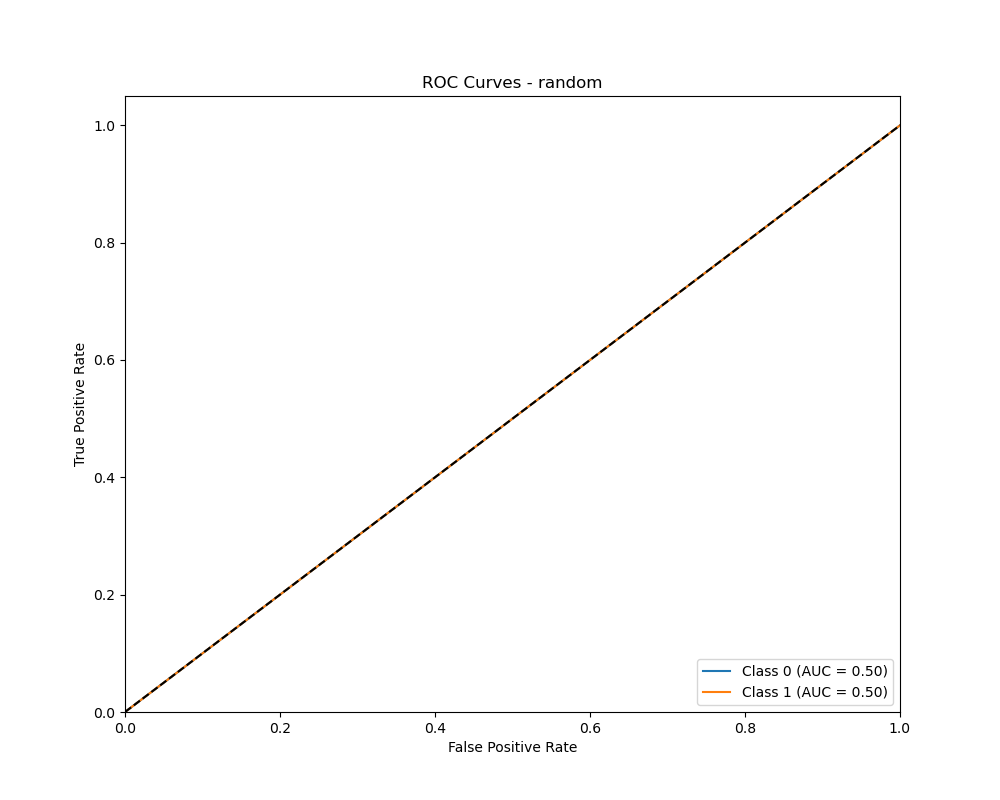 ROC Curves - random
1.0
0.8
0.6
0.4
0.2
0.0
True Positive Rate
0.0 0.2 0.4 0.6 0.8 1.0
False Positive Rate
Class 0 (AUC = 0.50)
Class 1 (AUC = 0.50)